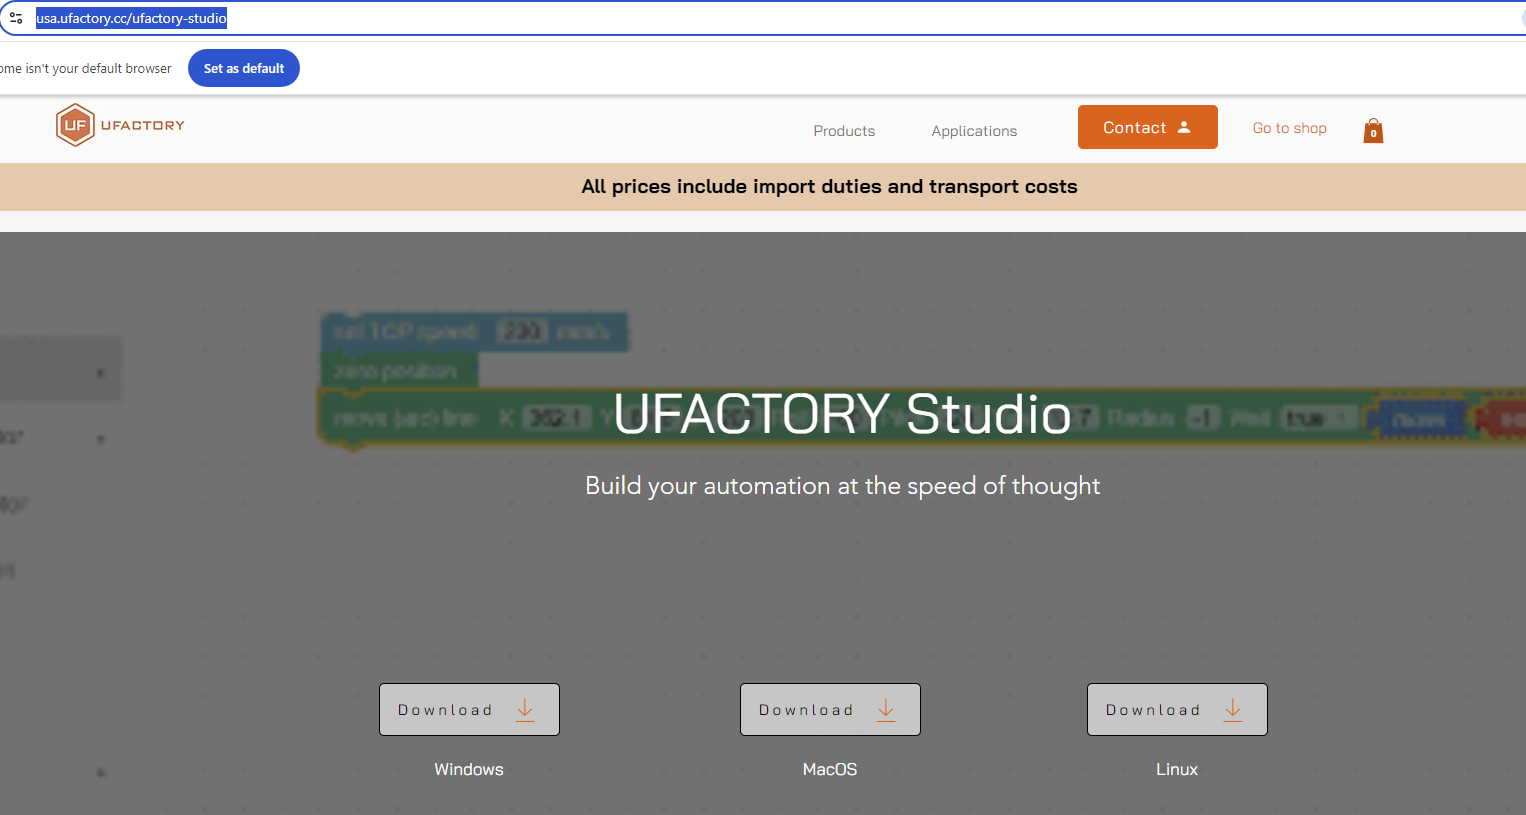 usa.ufactory.cc/ufactory-studio
ome isn't your default browser
Set as default
UF UFACTORY
Products
Applications
Contact
Go to shop
0
All prices include import duties and transport costs
zero position
UFACTORY Studio
Build your automation at the speed of thought
Download
Download
Download
Windows
MacOS
Linux